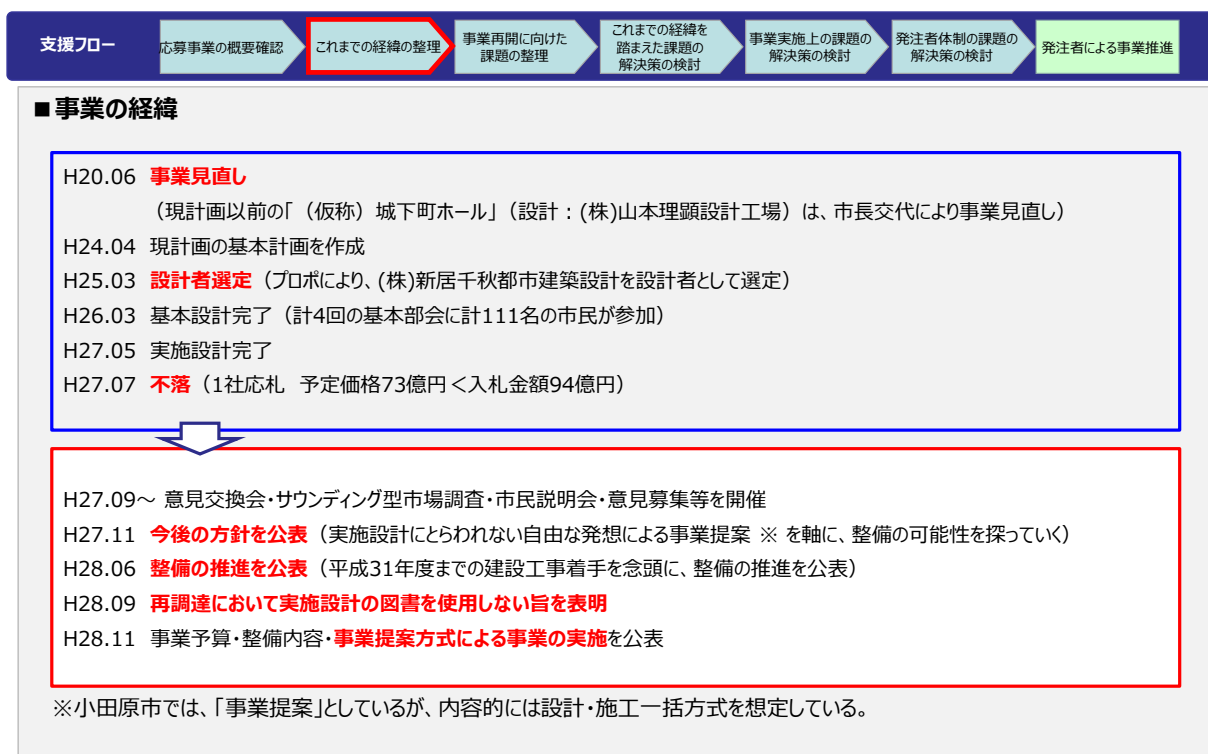 支援フロー
応募事業の概要確認
これまでの経緯の整理
事業再開に向けた
課題の整理
これまでの経緯を
踏まえた課題の
解決策の検討
事業実施上の課題の
解決策の検討
発注者体制の課題の
解決策の検討
発注者による事業推進
■事業の経緯
H20.06 事業見直し
（現計画以前の「（仮称）城下町ホール」（設計：(株)山本理顕設計工場）は、市長交代により事業見直し）
H24.04 現計画の基本計画を作成
H25.03 設計者選定（プロポにより、(株)新居千秋都市建築設計を設計者として選定）
H26.03 基本設計完了（計4回の基本部会に計111名の市民が参加）
H27.05 実施設計完了
H27.07 不落（1社応札 予定価格73億円＜入札金額94億円）
H27.09～ 意見交換会・サウンディング型市場調査・市民説明会・意見募集等を開催
H27.11 今後の方針を公表（実施設計にとらわれない自由な発想による事業提案 ※ を軸に、整備の可能性を探っていく）
H28.06 整備の推進を公表（平成31年度までの建設工事着手を念頭に、整備の推進を公表）
H28.09 再調達において実施設計の図書を使用しない旨を表明
H28.11 事業予算・整備内容・事業提案方式による事業の実施を公表
※小田原市では、「事業提案」としているが、内容的には設計・施工一括方式を想定している。